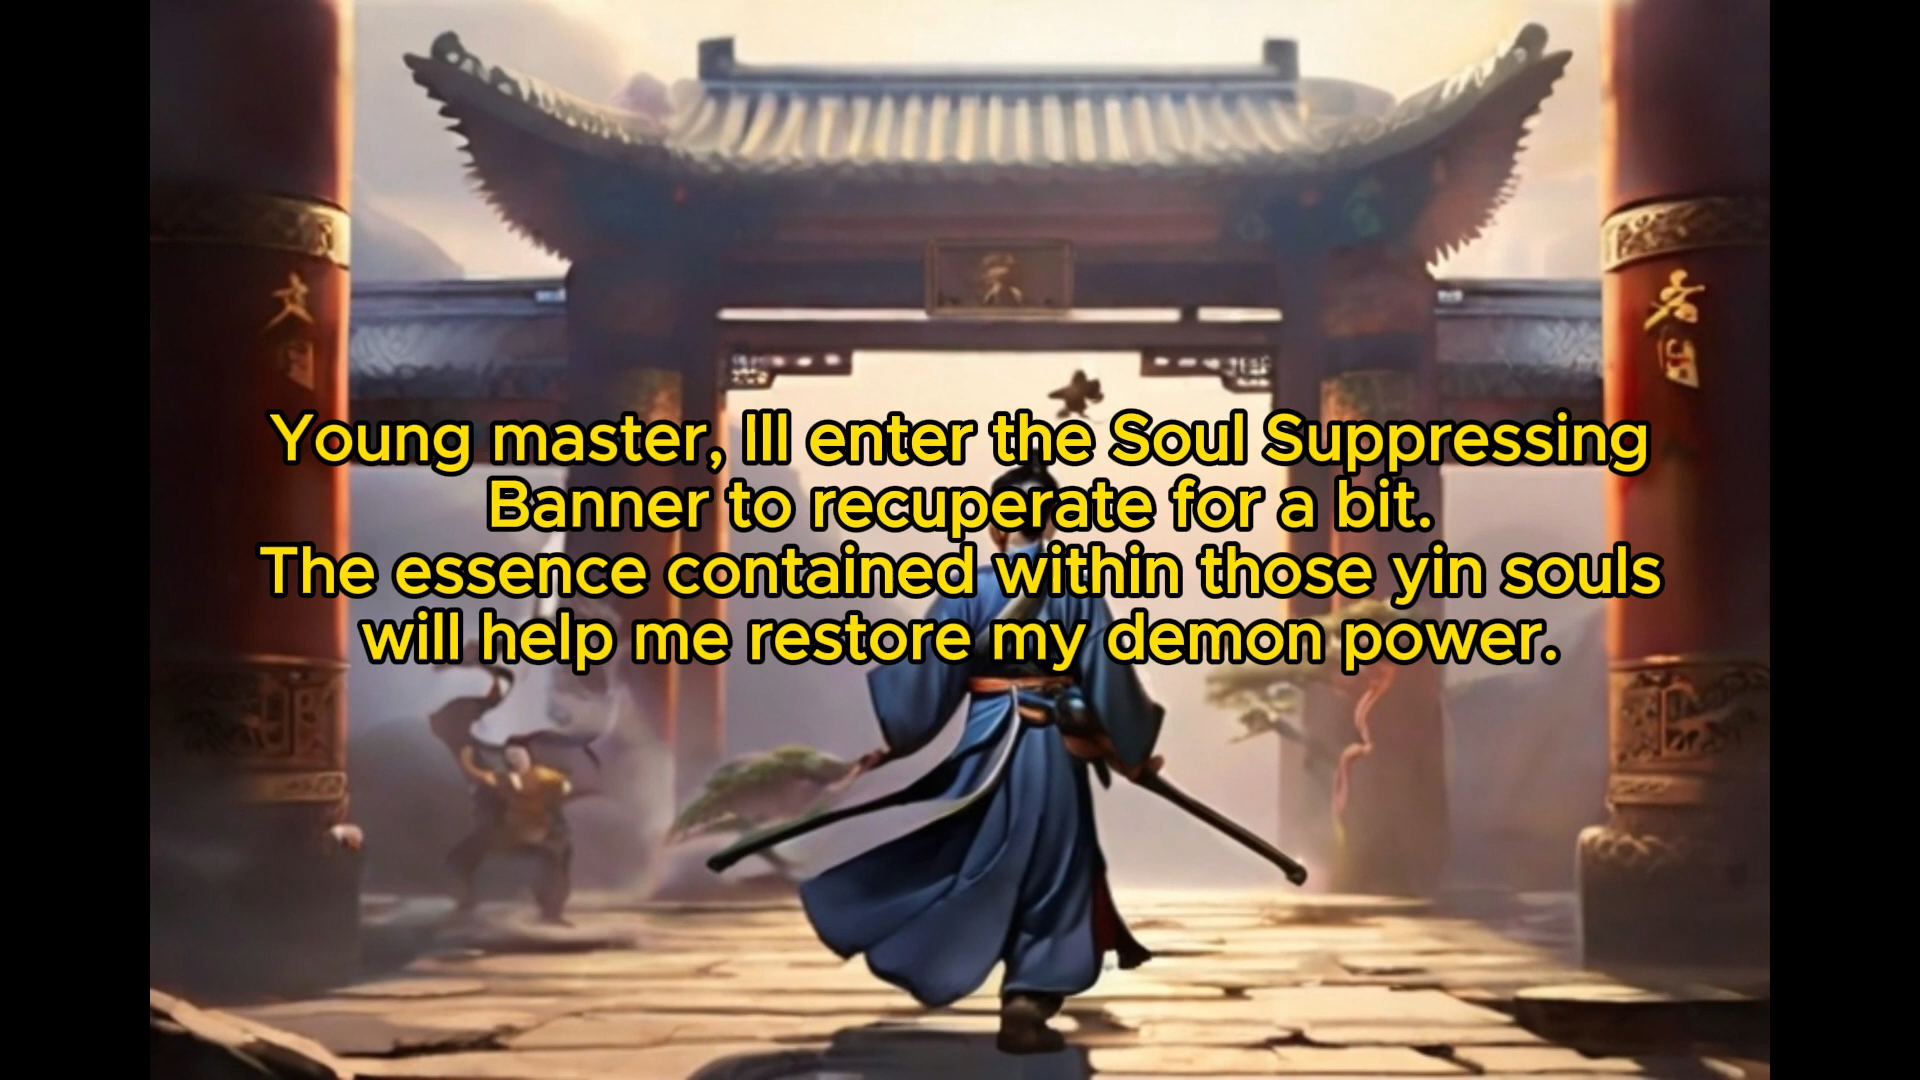 Young master, Ill enter the Soul Suppressing
Banner to recuperate for a bit.
The essence contained within those yin souls
will help me restore my demon power.